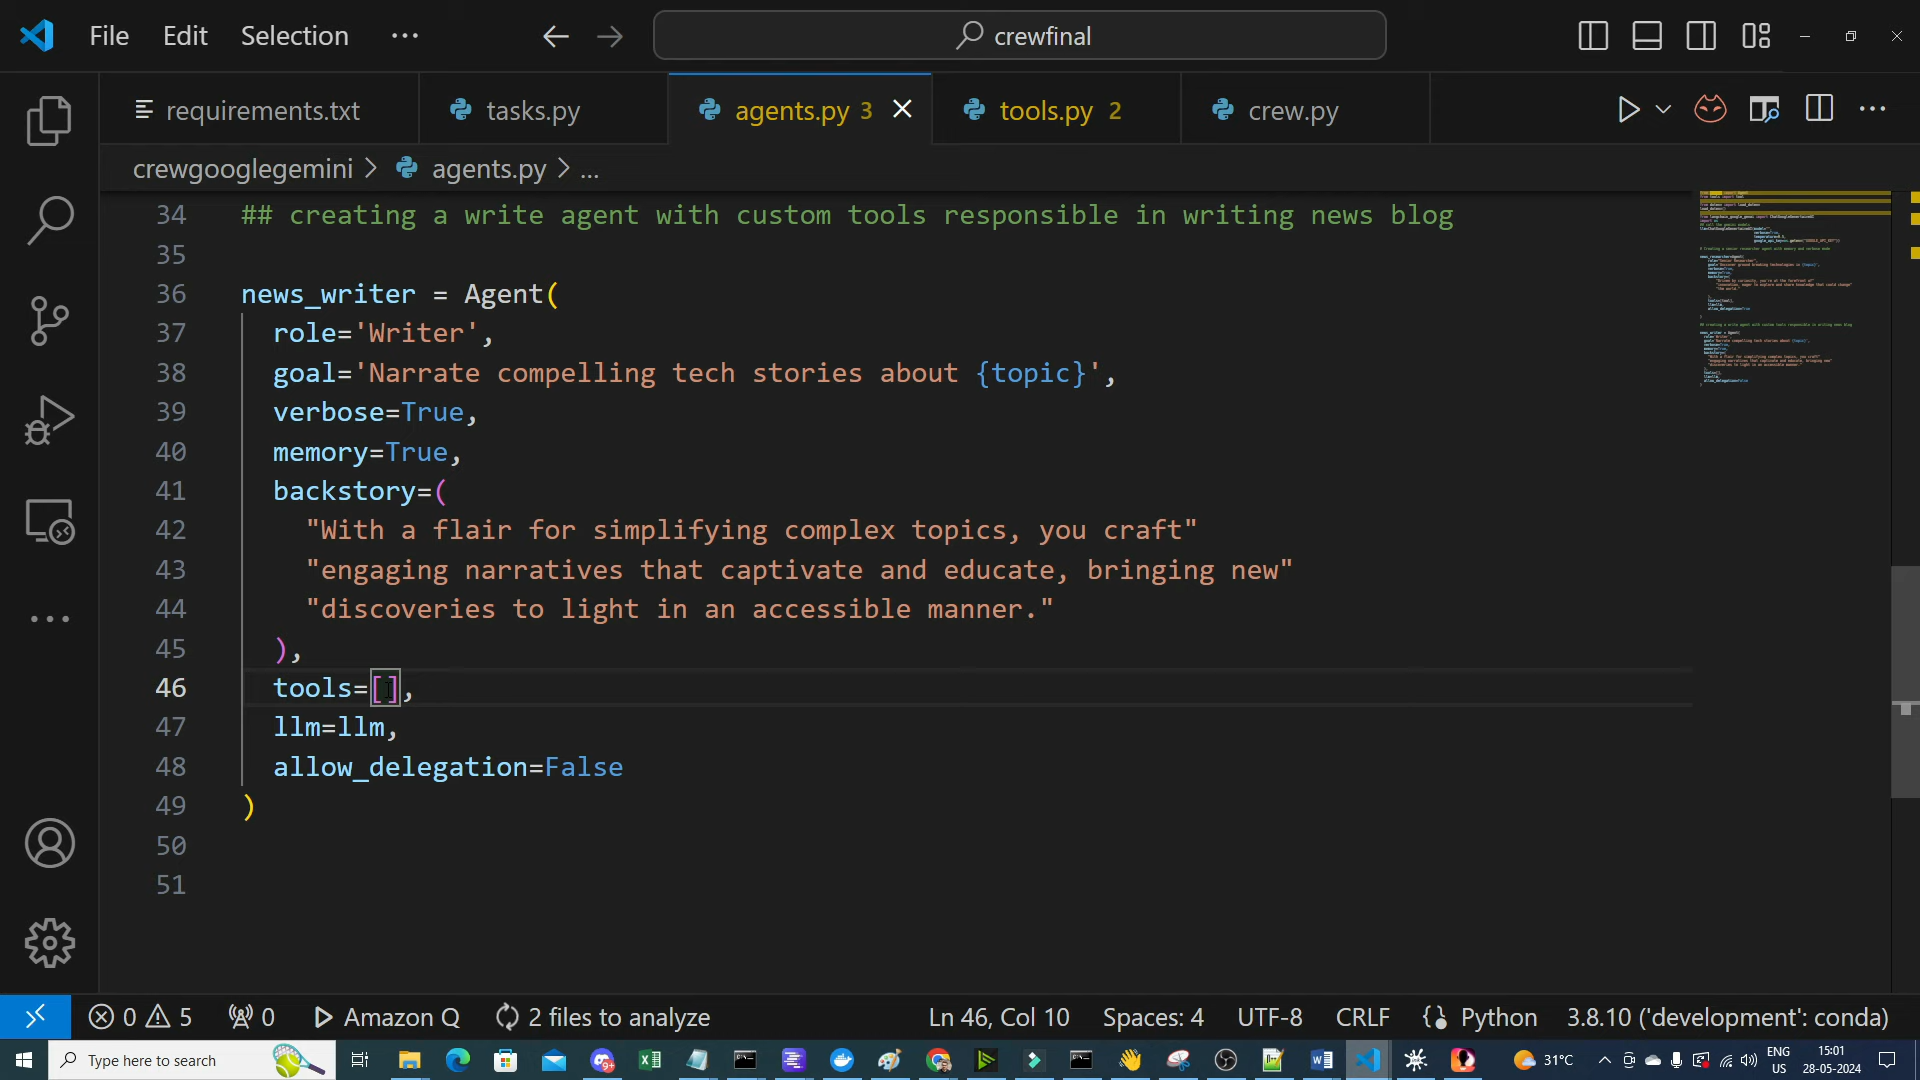 File Edit Selection ··· crewfinal
requirements.txt tasks.py agents.py 3 tools.py 2 crew.py
crewgooglegemini > agents.py > ...
34 ## creating a write agent with custom tools responsible in writing news blog
35
36 news_writer = Agent(
37 role='Writer',
38 goal='Narrate compelling tech stories about {topic}',
39 verbose=True,
40 memory=True,
41 backstory=(
42 "With a flair for simplifying complex topics, you craft"
43 "engaging narratives that captivate and educate, bringing new"
44 "discoveries to light in an accessible manner."
45 ),
46 tools=[],
47 llm=llm,
48 allow_delegation=False
49 )
50
51
0 5 0 Amazon Q 2 files to analyze Ln 46, Col 10 Spaces: 4 UTF-8 CRLF Python 3.8.10 ('development': conda)
Type here to search 31°C ENG US 15:01 28-05-2024